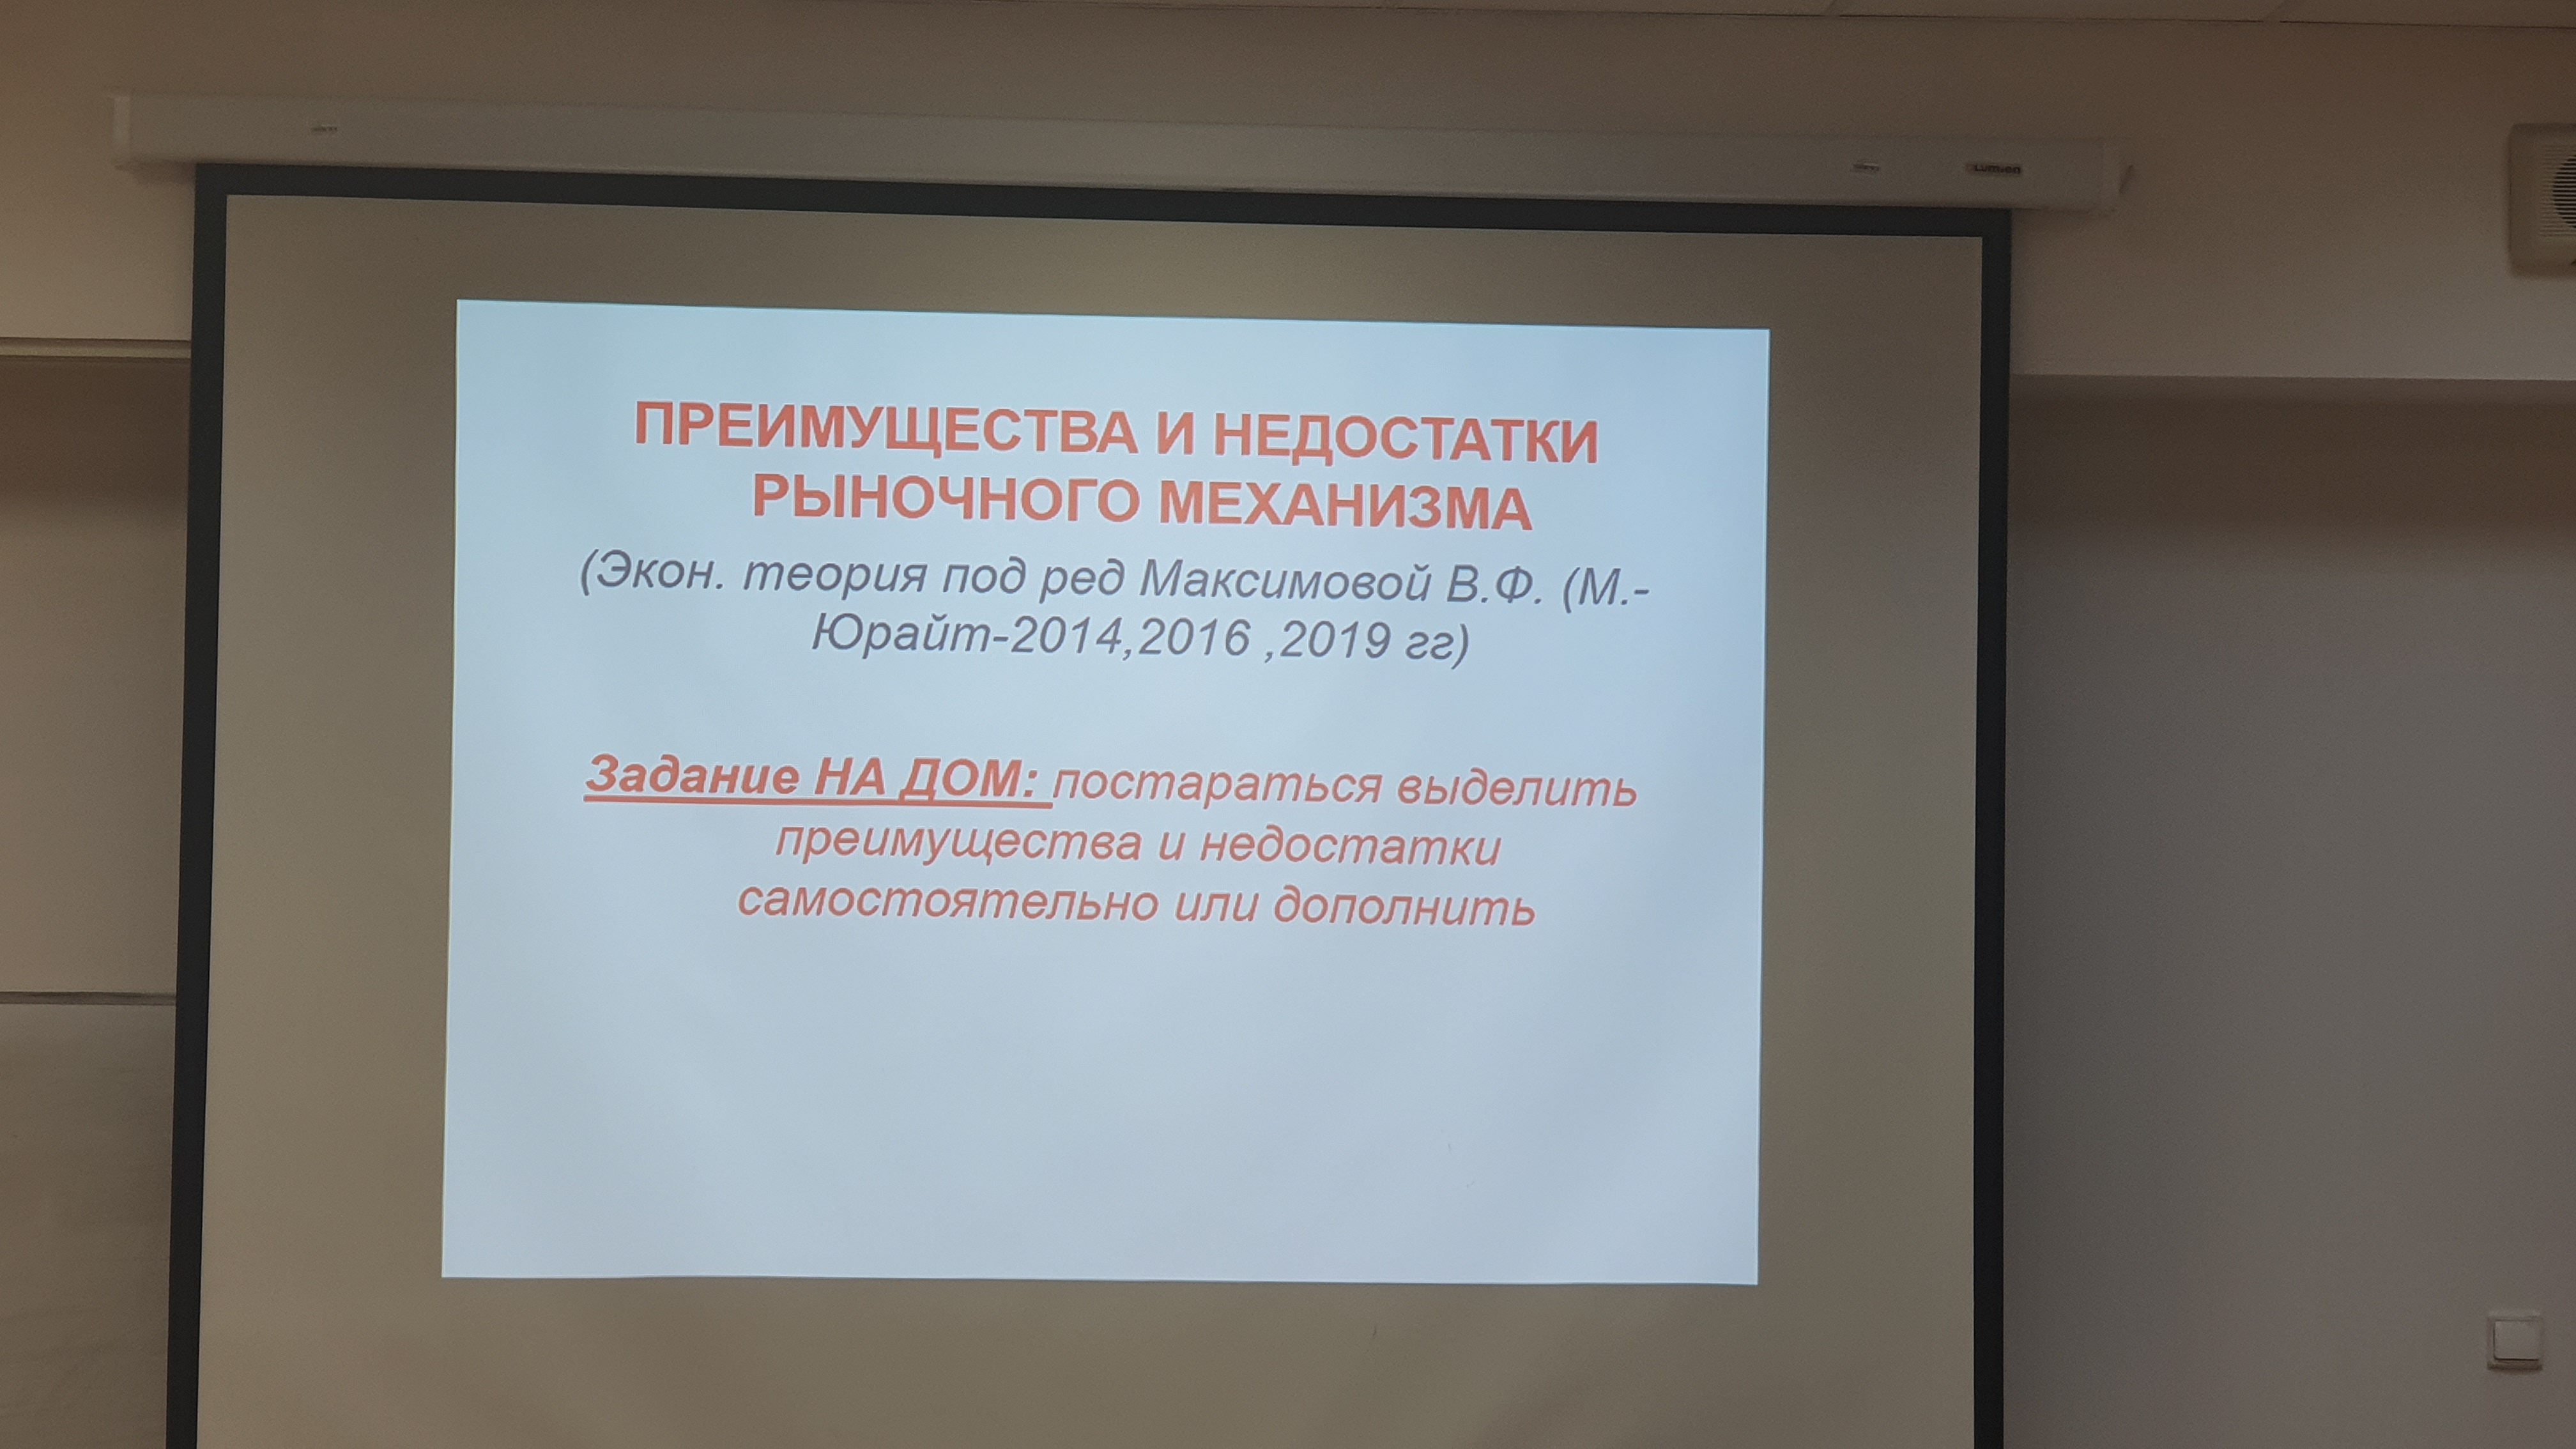 Lumien
ПРЕИМУЩЕСТВА И НЕДОСТАТКИ
РЫНОЧНОГО МЕХАНИЗМА
(Экон. теория под ред Максимовой В.Ф. (М.-
Юрайт-2014,2016 ,2019 гг)
Задание НА ДОМ: постараться выделить
преимущества и недостатки
самостоятельно или дополнить